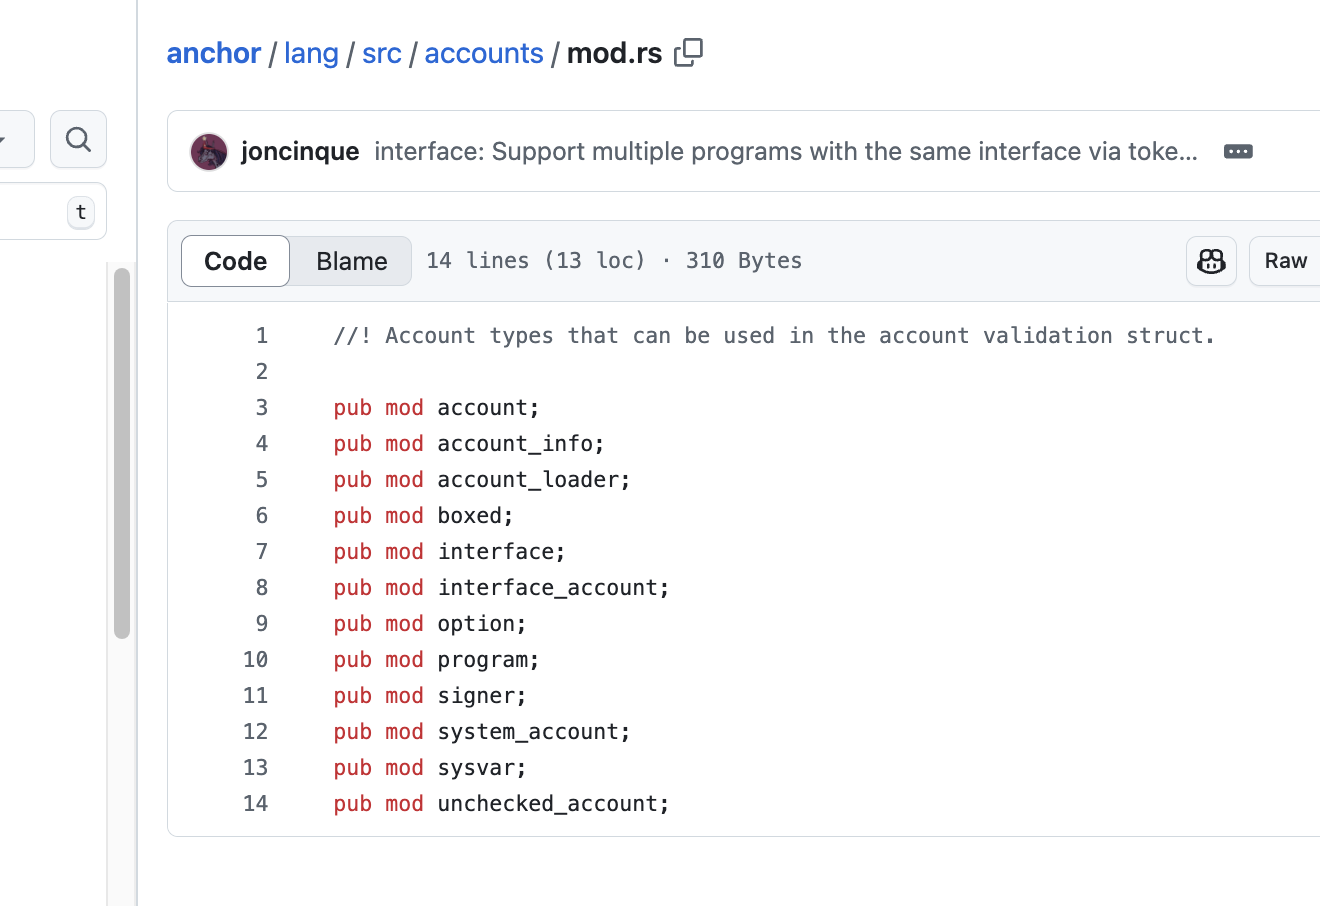 anchor / lang / src / accounts / mod.rs
joncinque interface: Support multiple programs with the same interface via toke...
t
Code Blame 14 lines (13 loc) · 310 Bytes Raw
1 //! Account types that can be used in the account validation struct.
2
3 pub mod account;
4 pub mod account_info;
5 pub mod account_loader;
6 pub mod boxed;
7 pub mod interface;
8 pub mod interface_account;
9 pub mod option;
10 pub mod program;
11 pub mod signer;
12 pub mod system_account;
13 pub mod sysvar;
14 pub mod unchecked_account;